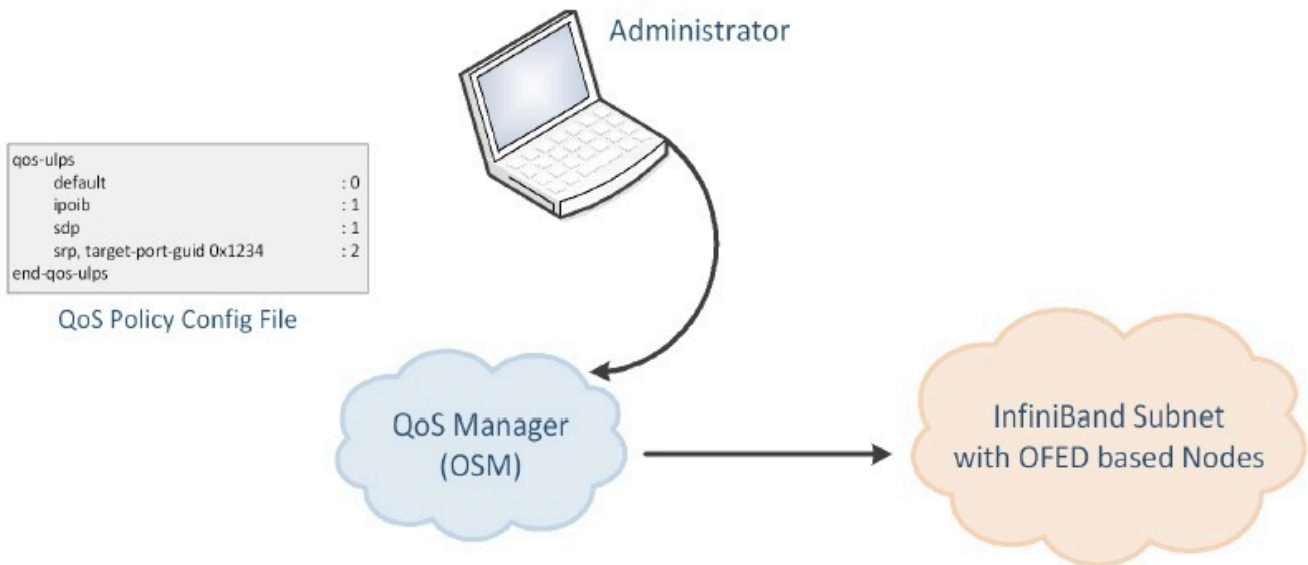 Administrator
qos-ulps
default : 0
ipoib : 1
sdp : 1
srp, target-port-guid 0x1234 : 2
end-qos-ulps
QoS Policy Config File
QoS Manager
(OSM)
InfiniBand Subnet
with OFED based Nodes